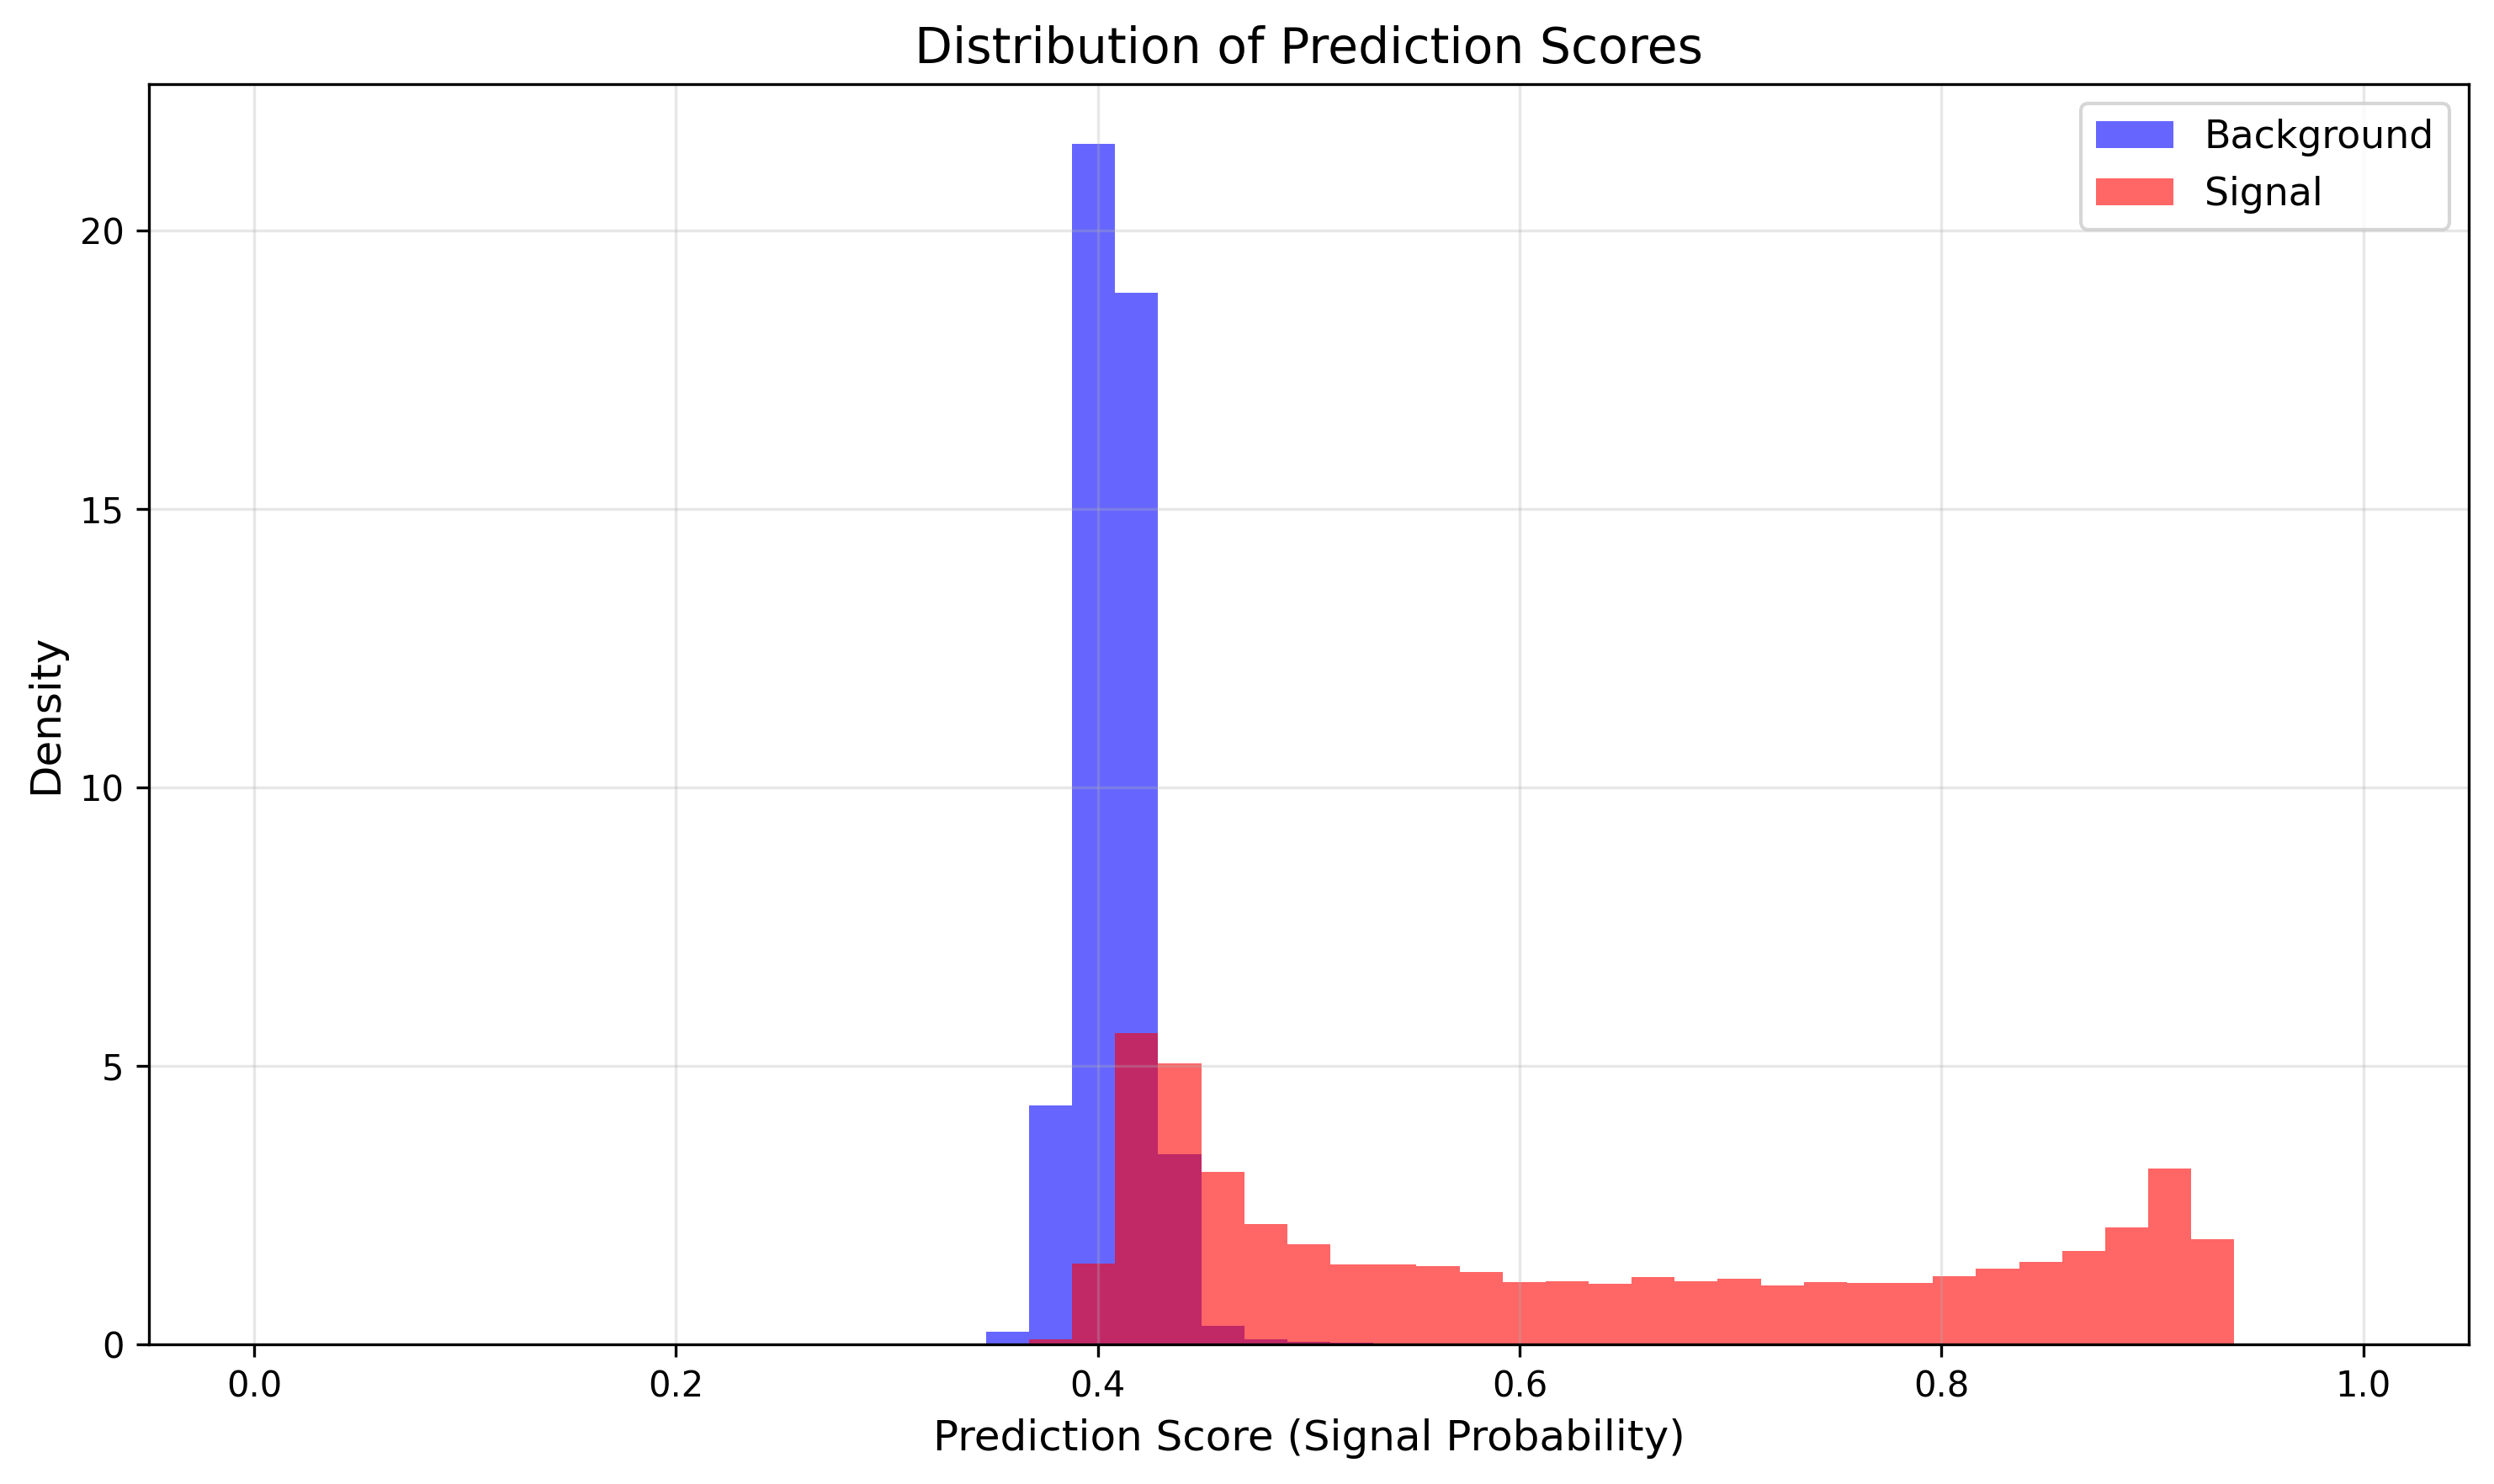 Distribution of Prediction Scores
Background
Signal
20
15
10
5
0
Density
0.0 0.2 0.4 0.6 0.8 1.0
Prediction Score (Signal Probability)